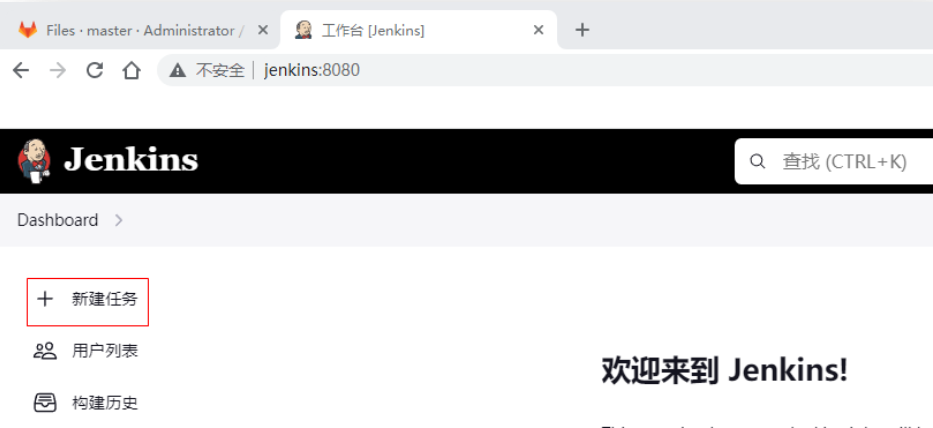 Files · master · Administrator /
工作台 [Jenkins]
不安全
jenkins:8080
Jenkins
查找 (CTRL+K)
Dashboard
新建任务
用户列表
欢迎来到 Jenkins!
构建历史